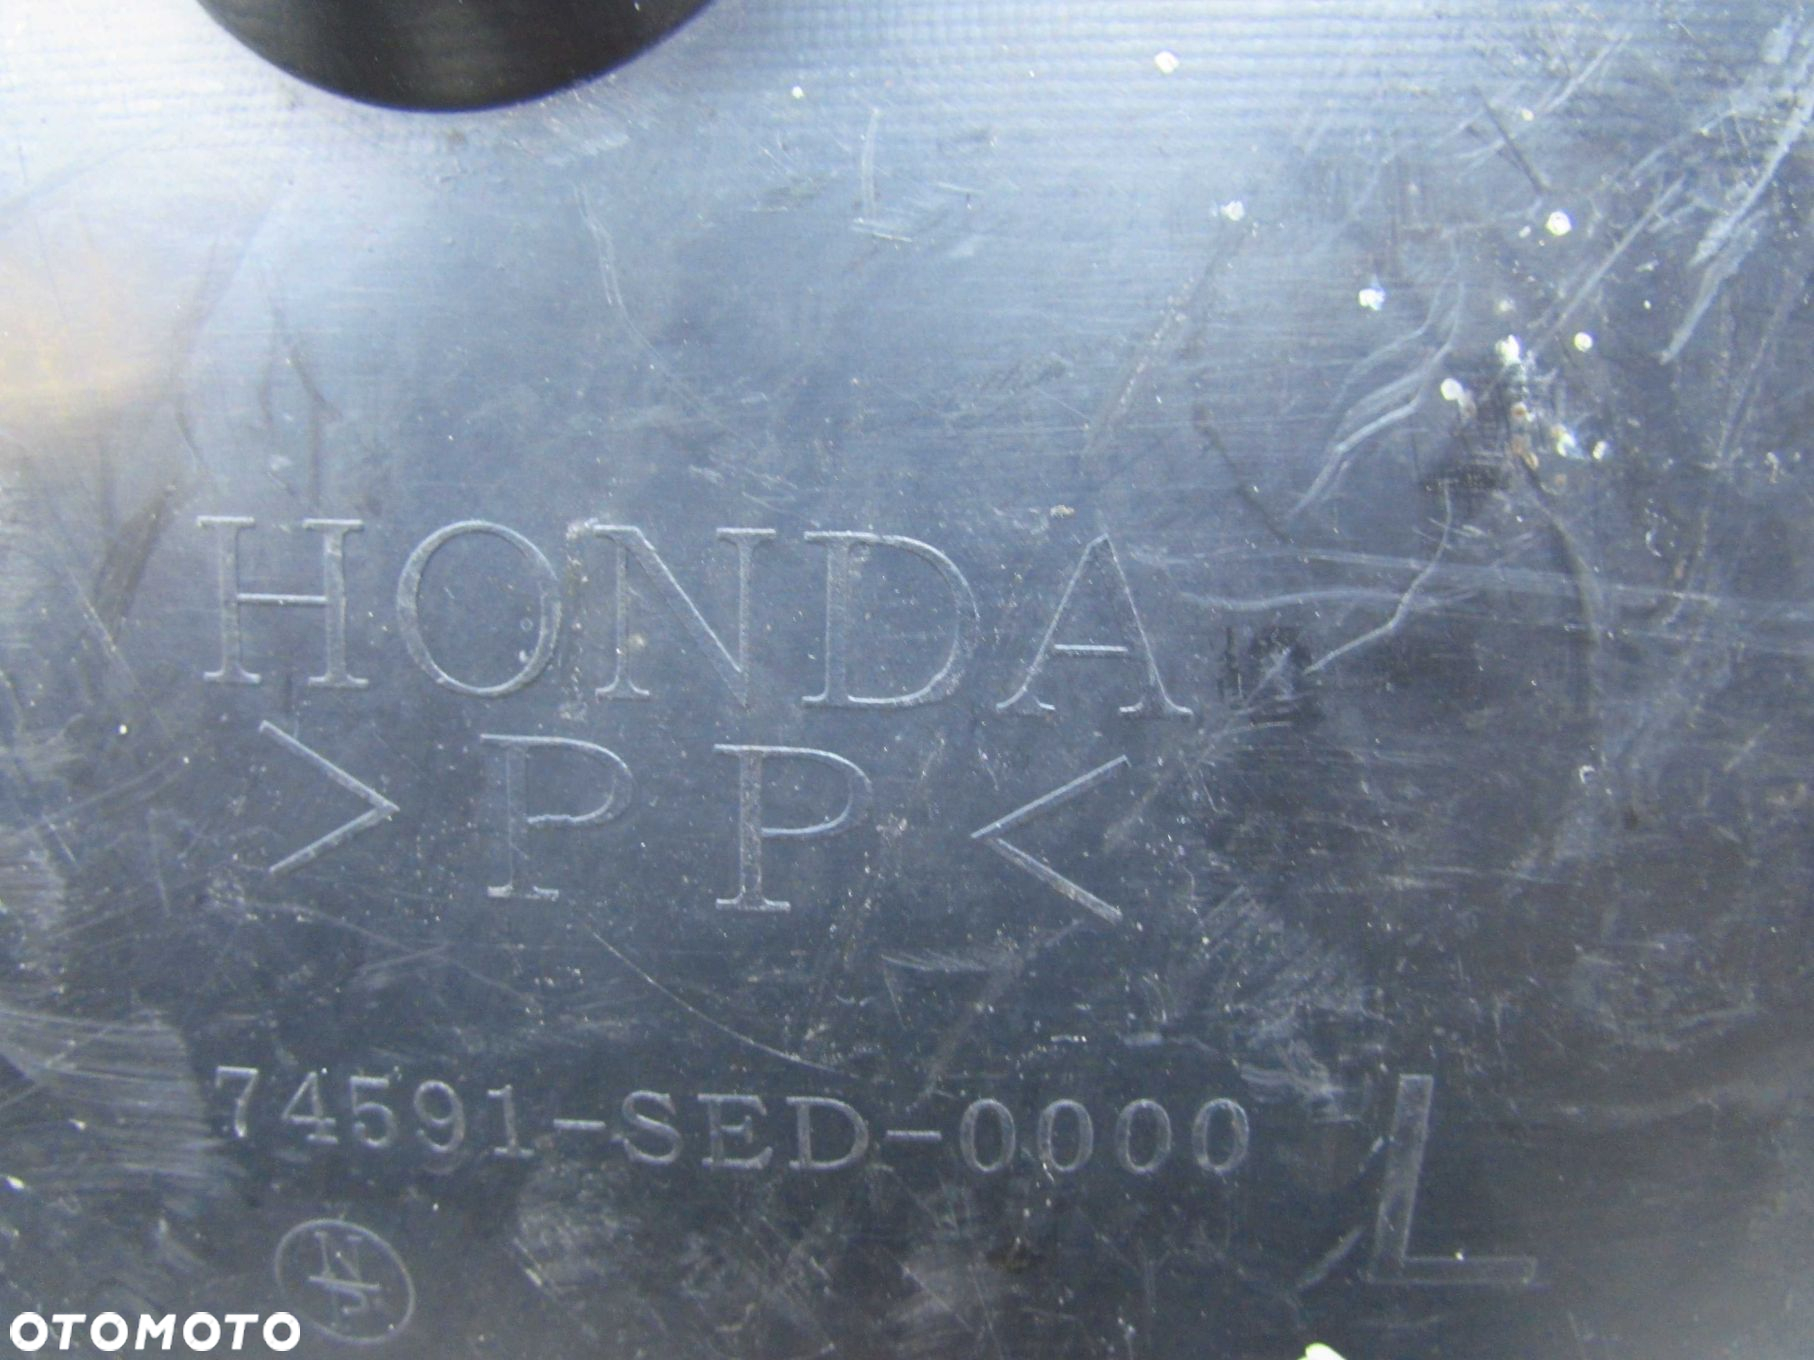 HONDA
>PP<
74591-SED-0000 L
OTOMOTO